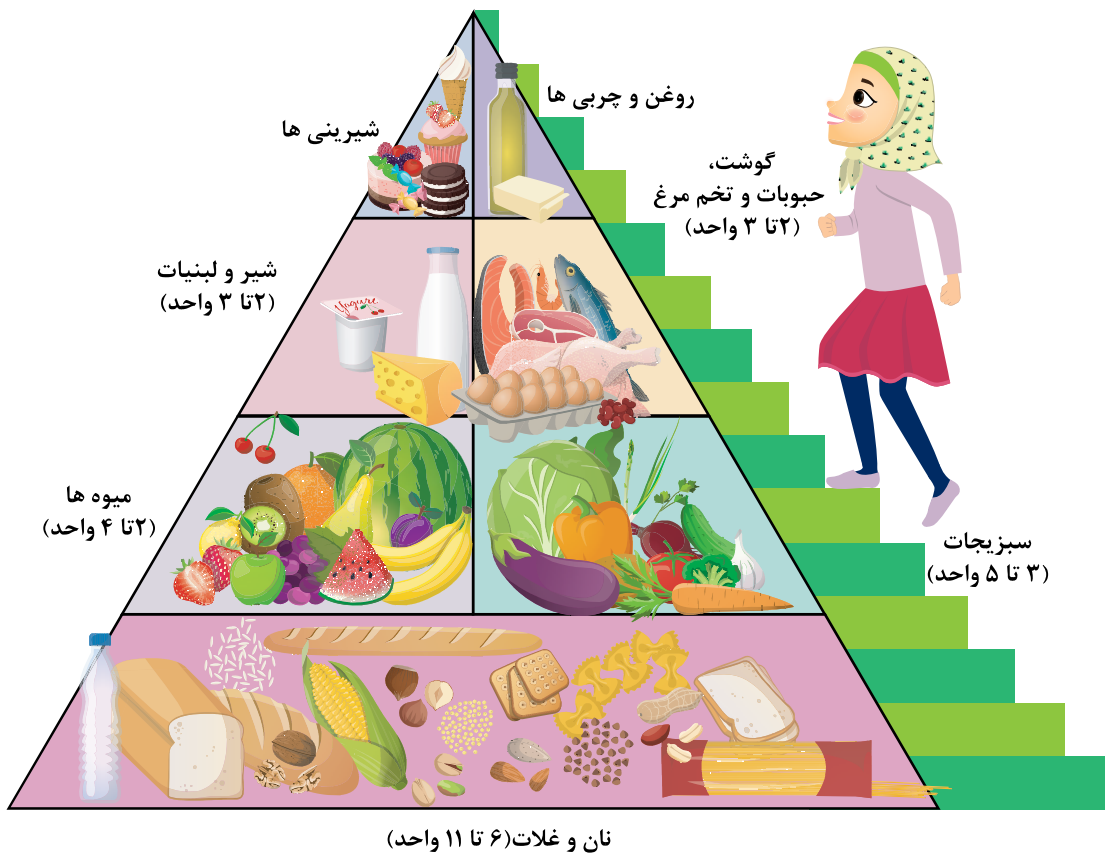 روغن و چربی ها
شیرینی ها
گوشت،
حبوبات و تخم مرغ
(۲تا ۳ واحد)
شیر و لبنیات
(۲تا ۳ واحد)
Yogurt
میوه ها
(۲تا ۴ واحد)
سبزیجات
(۳ تا ۵ واحد)
نان و غلات(۶ تا ۱۱ واحد)